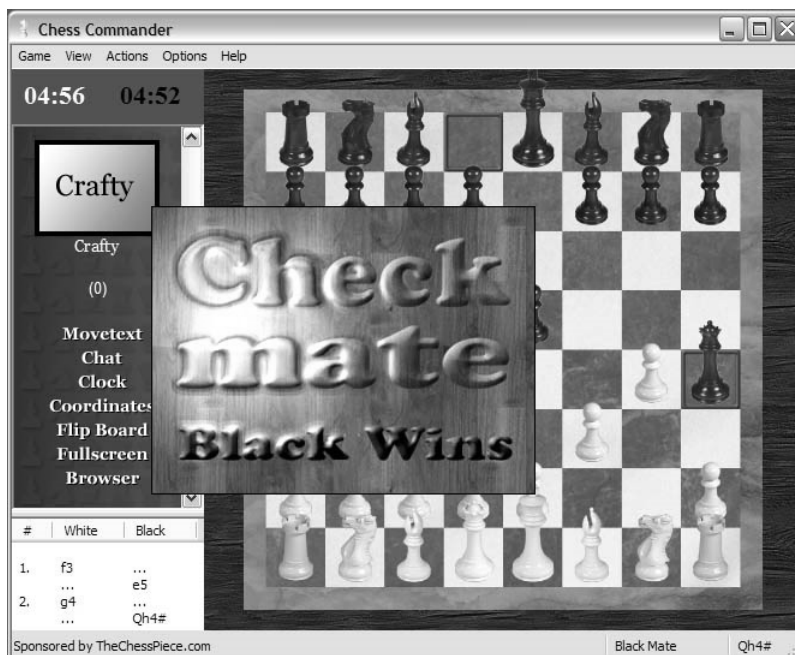 Chess Commander
Game View Actions Options Help
04:56 04:52
Crafty
Crafty
(0)
Movetext
Chat
Clock
Coordinates
Flip Board
Fullscreen
Browser
Check
mate
Black Wins
# White Black
1. f3 ...
... e5
2. g4 ...
... Qh4#
Sponsored by TheChessPiece.com Black Mate Qh4#